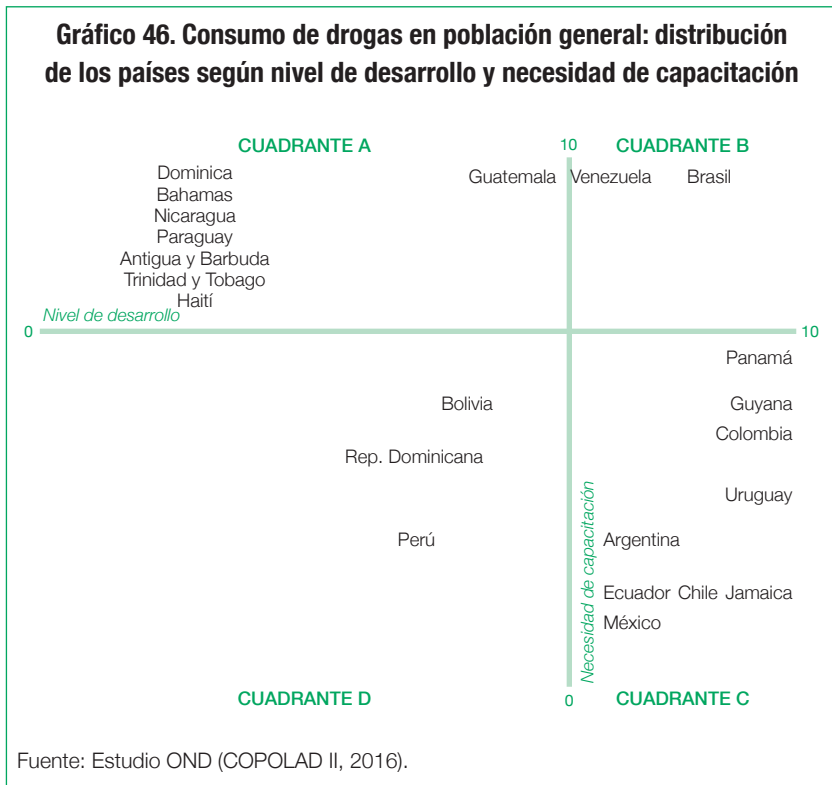 Gráfico 46. Consumo de drogas en población general: distribución
de los países según nivel de desarrollo y necesidad de capacitación
CUADRANTE A
10
CUADRANTE B
Dominica
Bahamas
Nicaragua
Paraguay
Antigua y Barbuda
Trinidad y Tobago
Haití
Guatemala
Venezuela
Brasil
Nivel de desarrollo
0
10
Panamá
Bolivia
Guyana
Colombia
Rep. Dominicana
Uruguay
Perú
Argentina
Necesidad de capacitación
Ecuador Chile Jamaica
México
CUADRANTE D
0
CUADRANTE C
Fuente: Estudio OND (COPOLAD II, 2016).